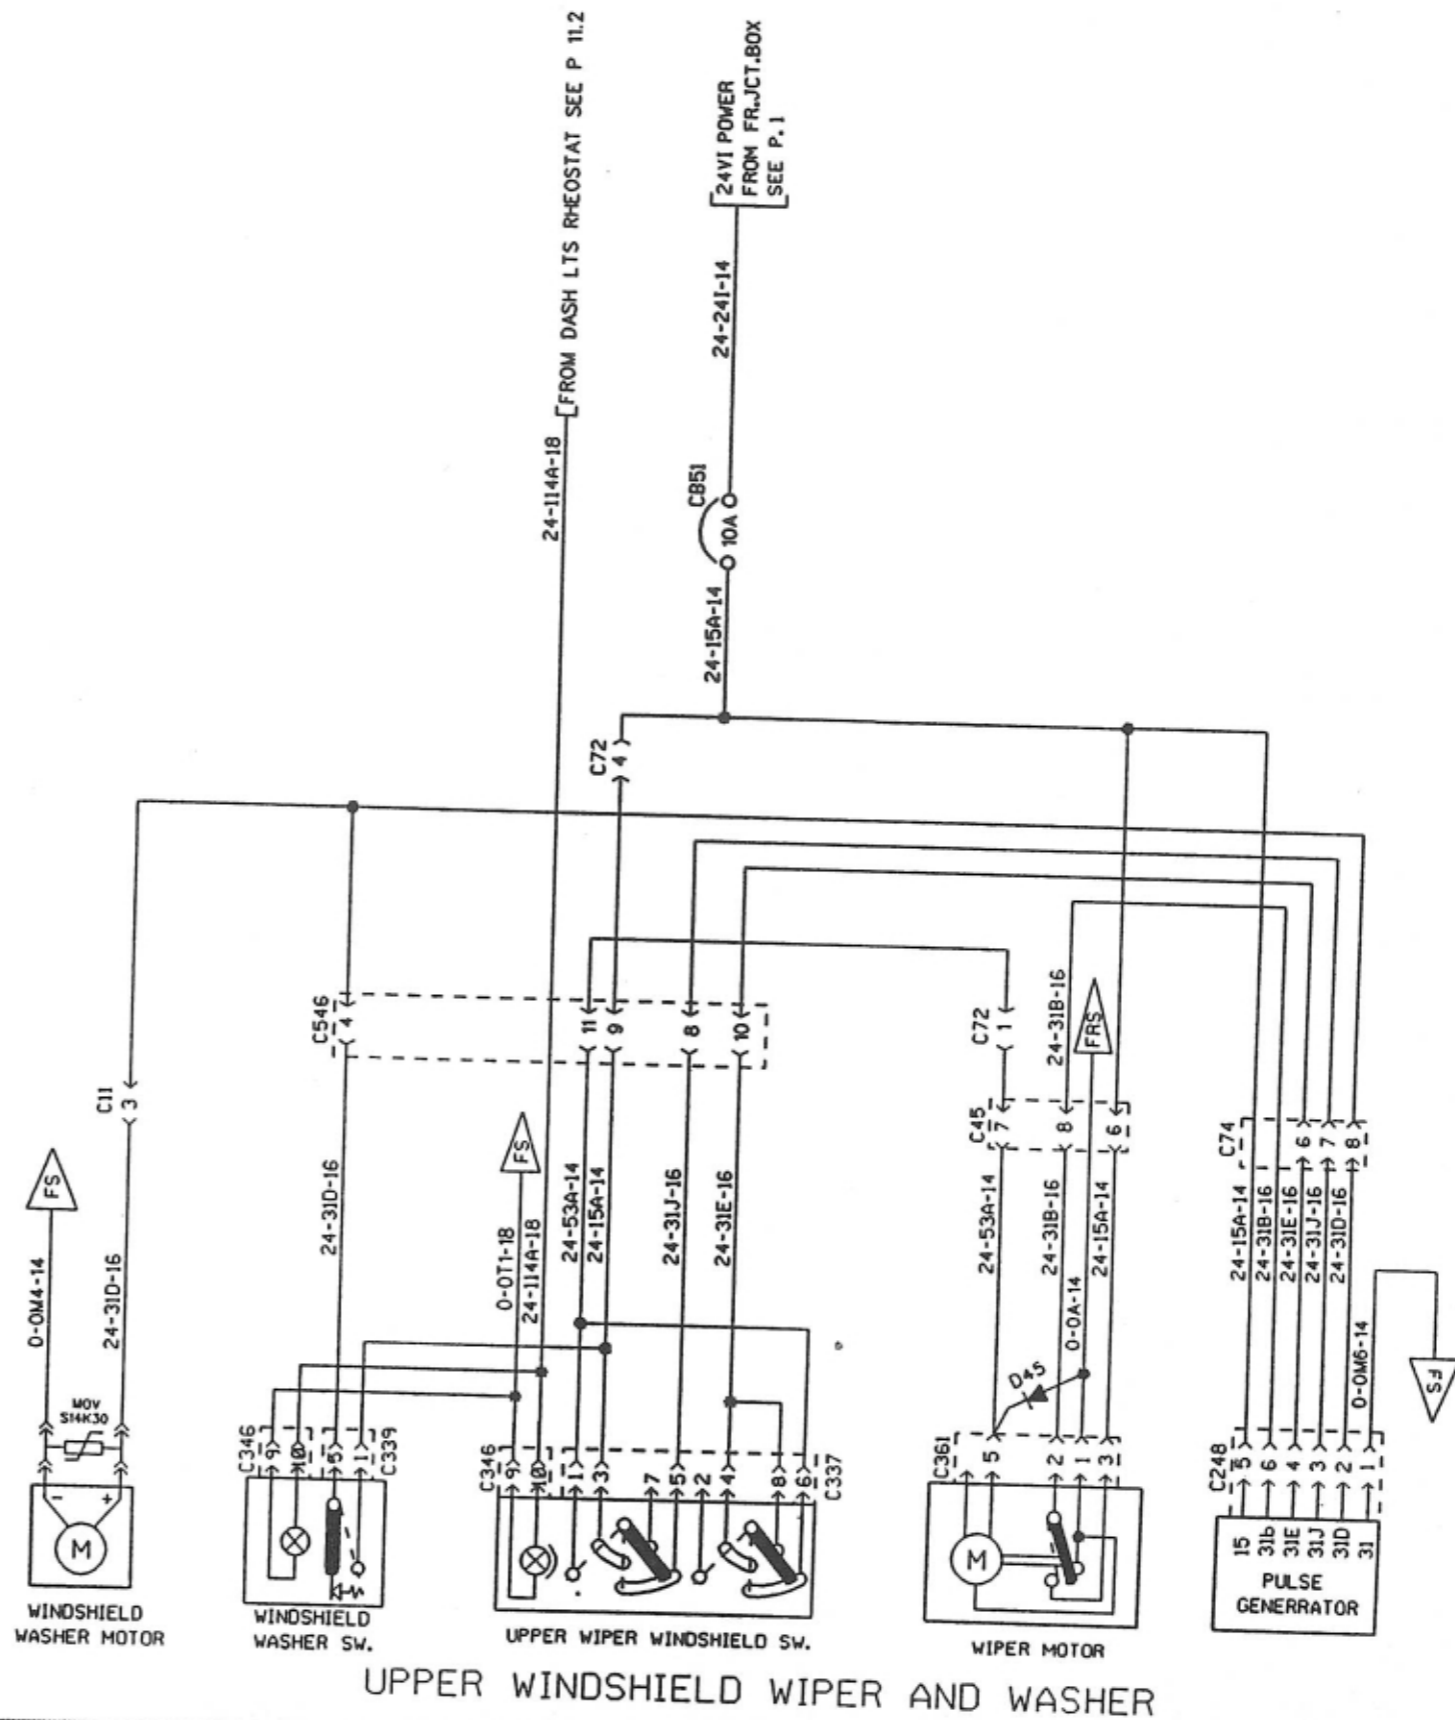 [FROM DASH LTS RHEOSTAT SEE P 11.2
24VI POWER
FROM FR.JCT.BOX
SEE P.1
24-24I-14
24-114A-18
CB51
10A
24-15A-14
C72
4
C546
4
11
9
8
10
C72
1
24-31B-16
FRS
C11
3
C45
7
8
6
C74
6
7
8
FS
0-0M4-14
24-31D-16
24-31D-16
FS
0-0T1-18
24-114A-18
24-53A-14
24-15A-14
24-31J-16
24-31E-16
24-53A-14
24-31B-16
0-0A-14
24-15A-14
24-15A-14
24-31B-16
24-31E-16
24-31J-16
24-31D-16
0-0M6-14
FS
MOV
S14K30
D45
C346
9
10
5
1
C339
C346
9
10
1
3
7
5
2
4
8
6
C337
C361
5
2
1
3
C248
5
6
4
3
2
1
- +
M
M
15
31b
31E
31J
31D
31
PULSE
GENERRATOR
WINDSHIELD
WASHER MOTOR
WINDSHIELD
WASHER SW.
UPPER WIPER WINDSHIELD SW.
WIPER MOTOR
UPPER WINDSHIELD WIPER AND WASHER